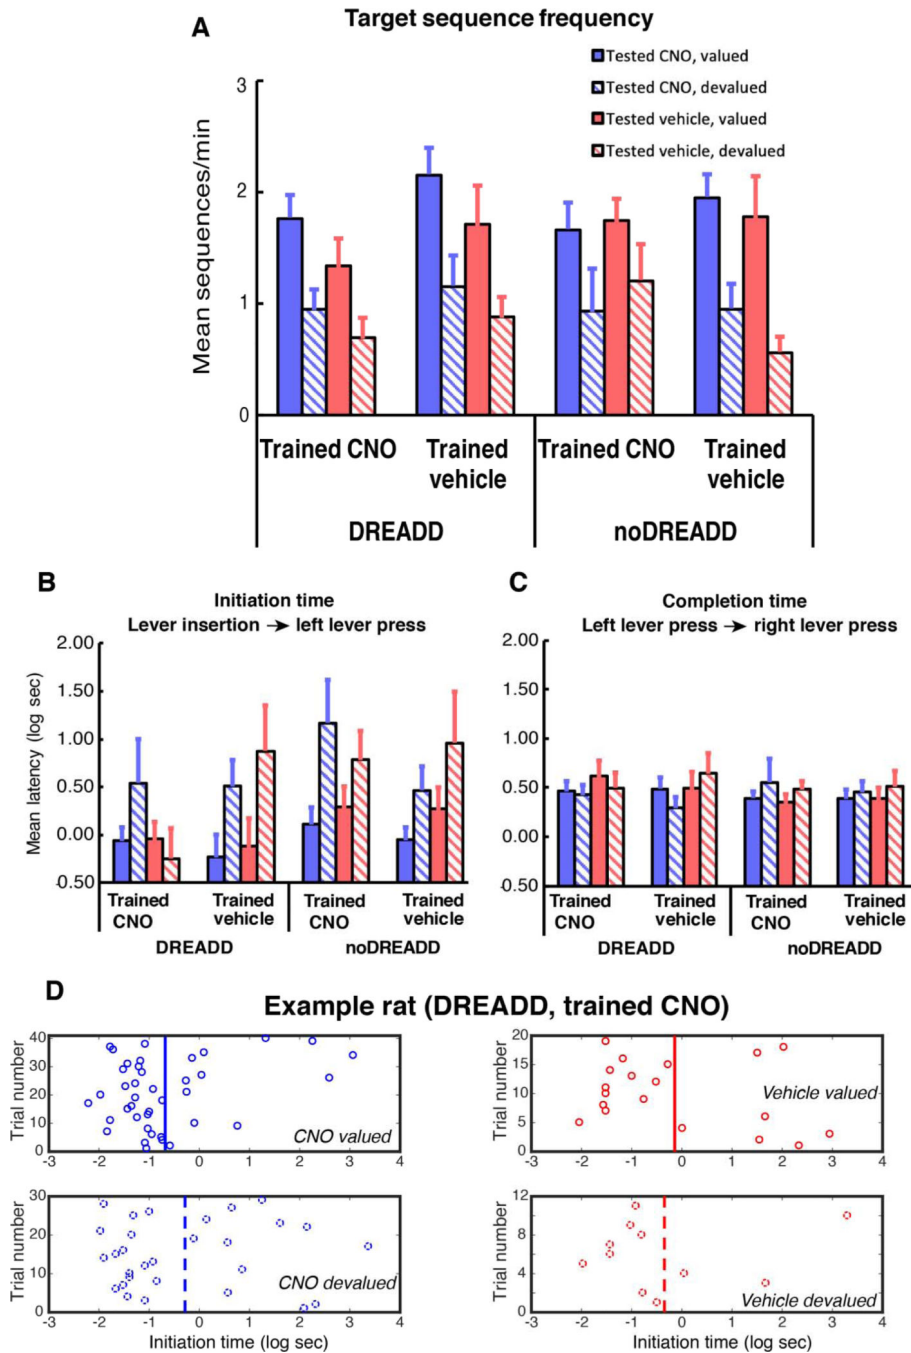 A
Target sequence frequency
Tested CNO, valued
Tested CNO, devalued
Tested vehicle, valued
Tested vehicle, devalued
Mean sequences/min
3
2
1
0
Trained CNO
Trained
vehicle
Trained CNO
Trained
vehicle
DREADD
noDREADD
B
Initiation time
Lever insertion → left lever press
Mean latency (log sec)
2.00
1.50
1.00
0.50
0.00
-0.50
Trained
CNO
Trained
vehicle
Trained
CNO
Trained
vehicle
DREADD
noDREADD
C
Completion time
Left lever press → right lever press
2.00
1.50
1.00
0.50
0.00
-0.50
Trained
CNO
Trained
vehicle
Trained
CNO
Trained
vehicle
DREADD
noDREADD
D
Example rat (DREADD, trained CNO)
Trial number
40
30
20
10
0
CNO valued
-3 -2 -1 0 1 2 3 4
Trial number
20
15
10
5
0
Vehicle valued
-3 -2 -1 0 1 2 3 4
Trial number
30
20
10
0
CNO devalued
-3 -2 -1 0 1 2 3 4
Initiation time (log sec)
Trial number
12
8
4
0
Vehicle devalued
-3 -2 -1 0 1 2 3 4
Initiation time (log sec)